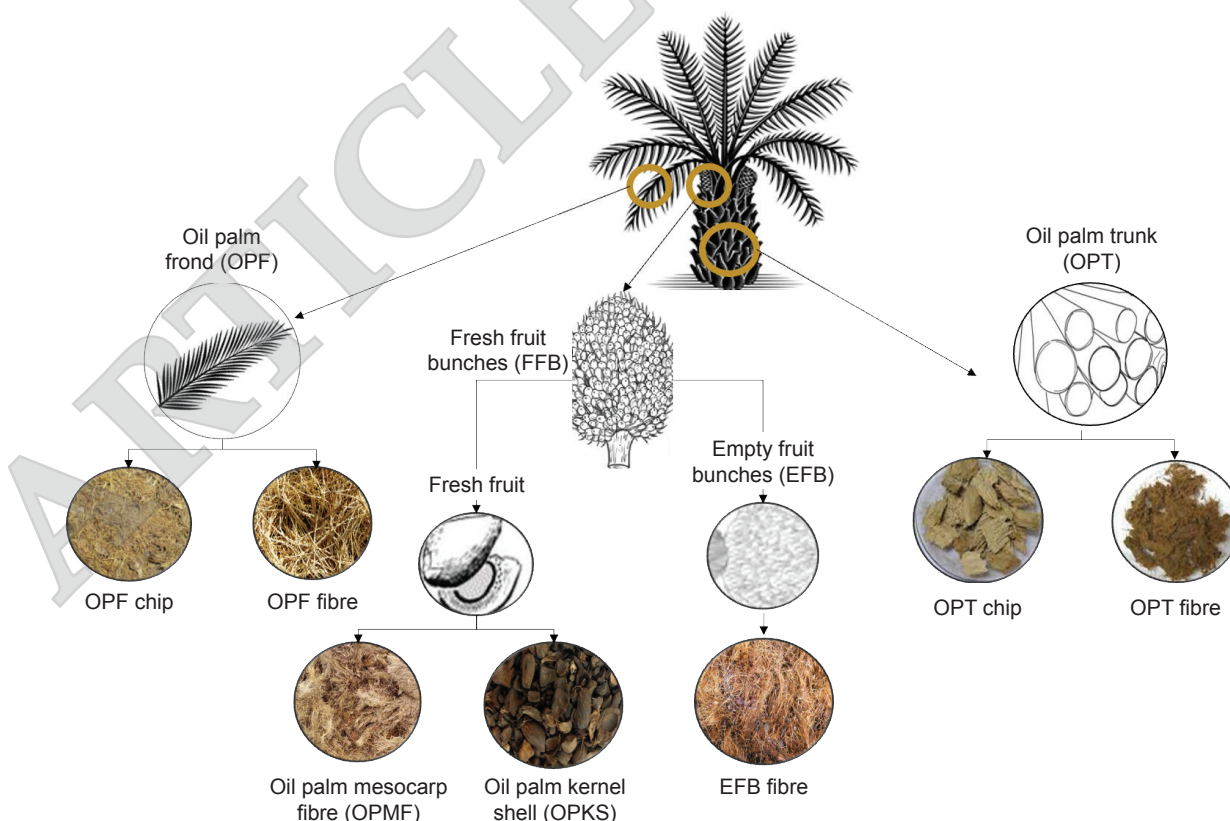 ARTICLE
Oil palm
frond (OPF)
Fresh fruit
bunches (FFB)
Oil palm trunk
(OPT)
Fresh fruit
Empty fruit
bunches (EFB)
OPF chip
OPF fibre
OPT chip
OPT fibre
Oil palm mesocarp
fibre (OPMF)
Oil palm kernel
shell (OPKS)
EFB fibre